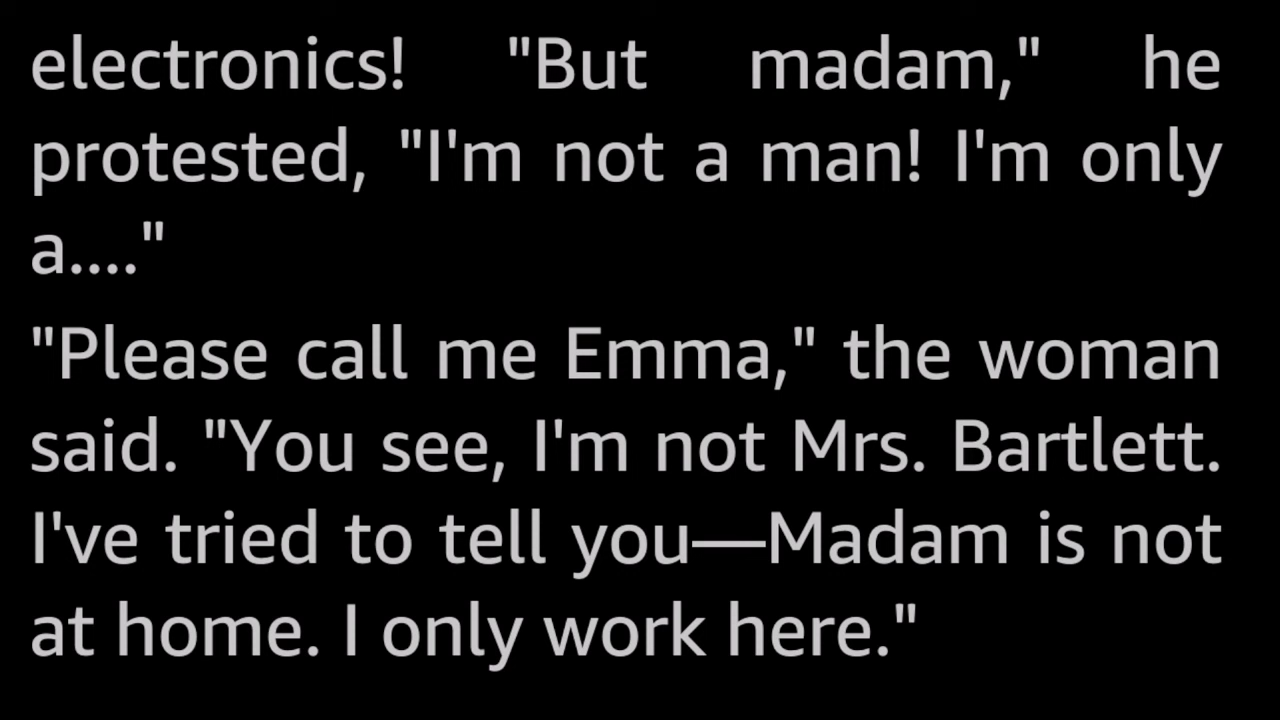 electronics! "But madam," he
protested, "I'm not a man! I'm only
a...."
"Please call me Emma," the woman
said. "You see, I'm not Mrs. Bartlett.
I've tried to tell you—Madam is not
at home. I only work here."